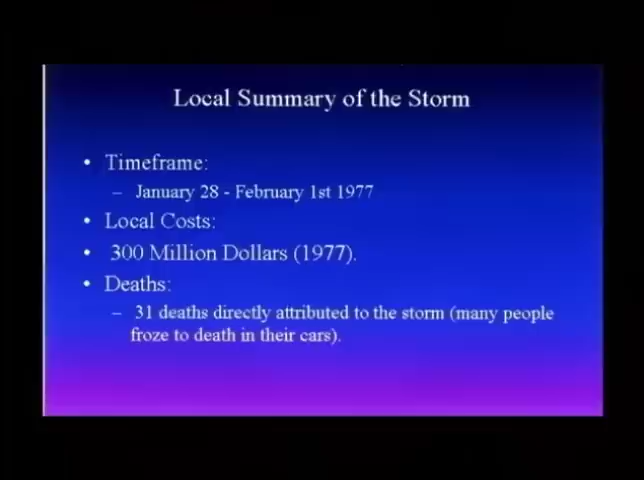 Local Summary of the Storm
• Timeframe:
– January 28 - February 1st 1977
• Local Costs:
• 300 Million Dollars (1977).
• Deaths:
– 31 deaths directly attributed to the storm (many people
froze to death in their cars).